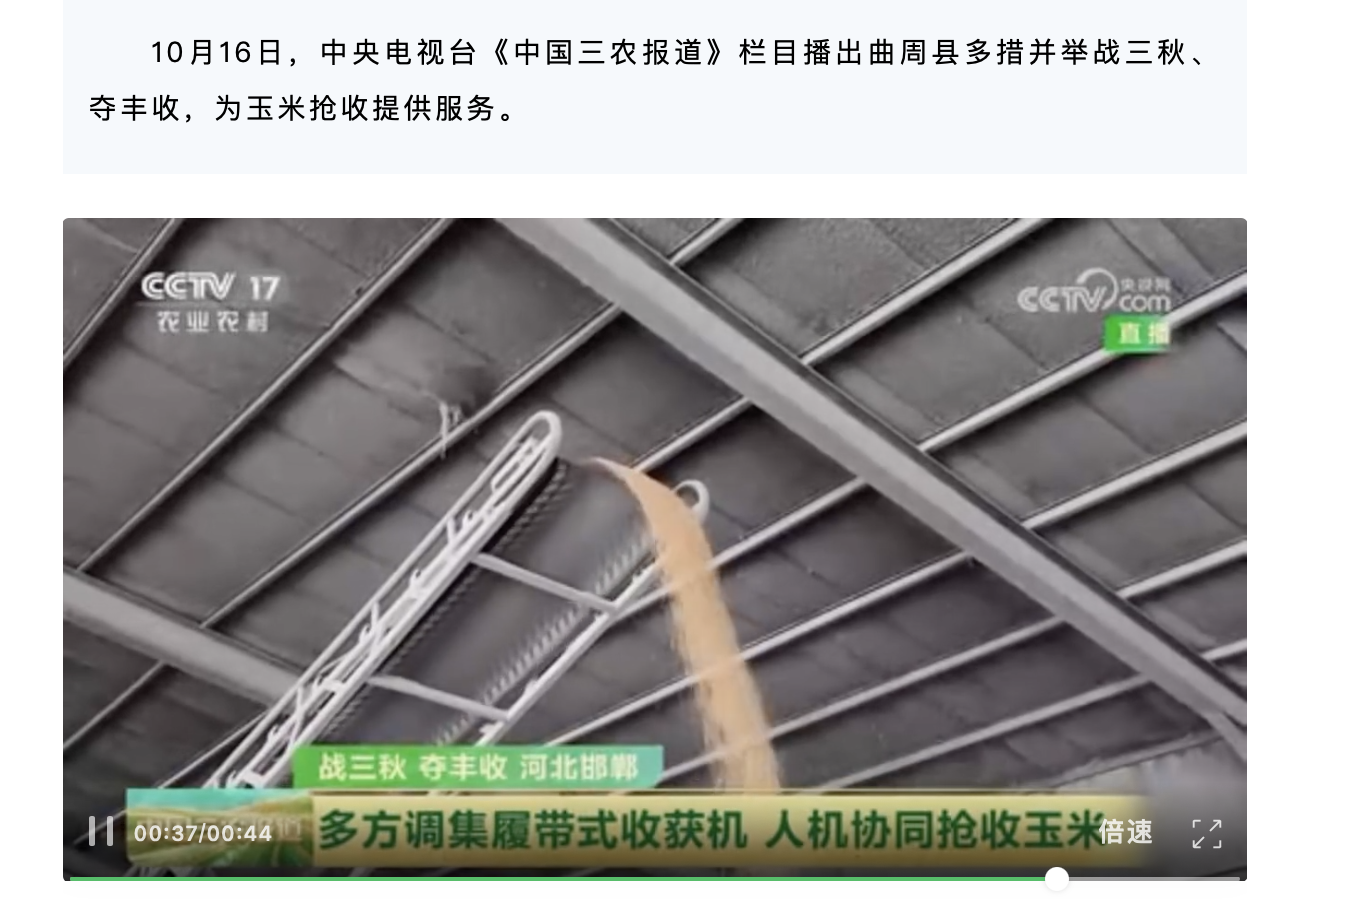 10月16日，中央电视台《中国三农报道》栏目播出曲周县多措并举战三秋、
夺丰收，为玉米抢收提供服务。
CCTV 17
农业农村
央视网
CCTV com
直播
战三秋 夺丰收 河北邯郸
多方调集履带式收获机 人机协同抢收玉米
00:37/00:44
倍速